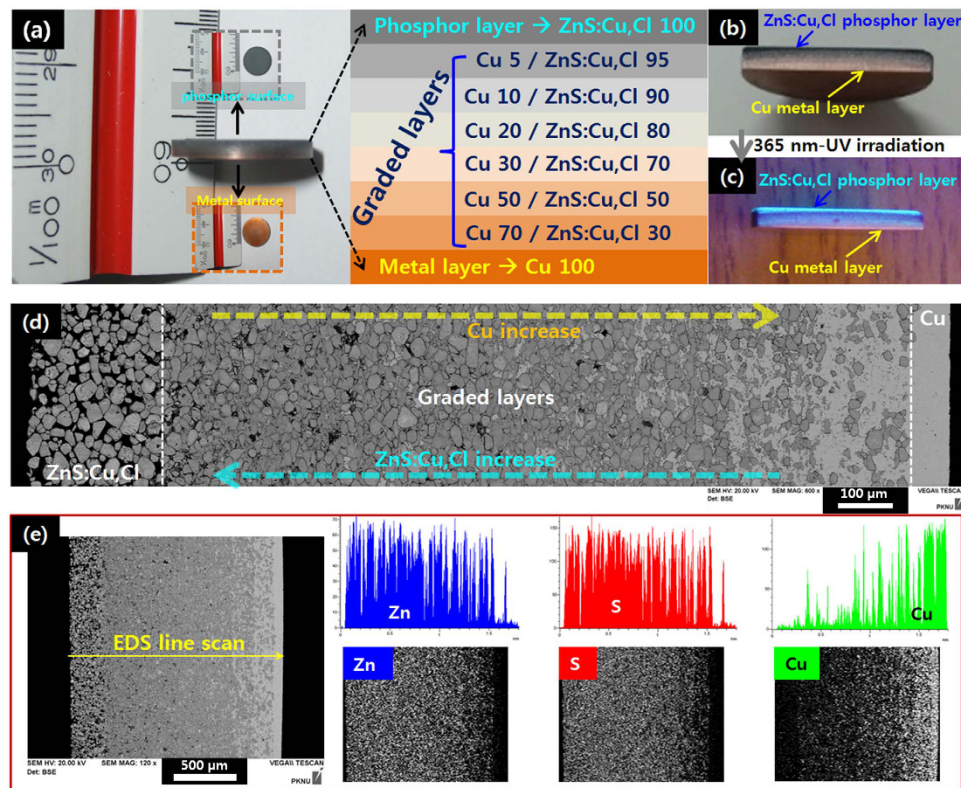 (a)
29
30
1/100 m
60
phosphor surface
Metal surface
Phosphor layer → ZnS:Cu,Cl 100
Graded layers
Cu 5 / ZnS:Cu,Cl 95
Cu 10 / ZnS:Cu,Cl 90
Cu 20 / ZnS:Cu,Cl 80
Cu 30 / ZnS:Cu,Cl 70
Cu 50 / ZnS:Cu,Cl 50
Cu 70 / ZnS:Cu,Cl 30
Metal layer → Cu 100
(b)
ZnS:Cu,Cl phosphor layer
Cu metal layer
365 nm-UV irradiation
(c)
ZnS:Cu,Cl phosphor layer
Cu metal layer
(d)
Cu increase
Cu
Graded layers
ZnS:Cu,Cl
ZnS:Cu,Cl increase
SEM HV: 20.00 kV
SEM MAG: 600 x
Det: BSE
100 μm
VEGA\\ TESCAN
PKNU
(e)
EDS line scan
SEM HV: 20.00 kV
SEM MAG: 120 x
Det: BSE
500 μm
VEGA\\ TESCAN
PKNU
Zn
S
Cu
Zn
S
Cu